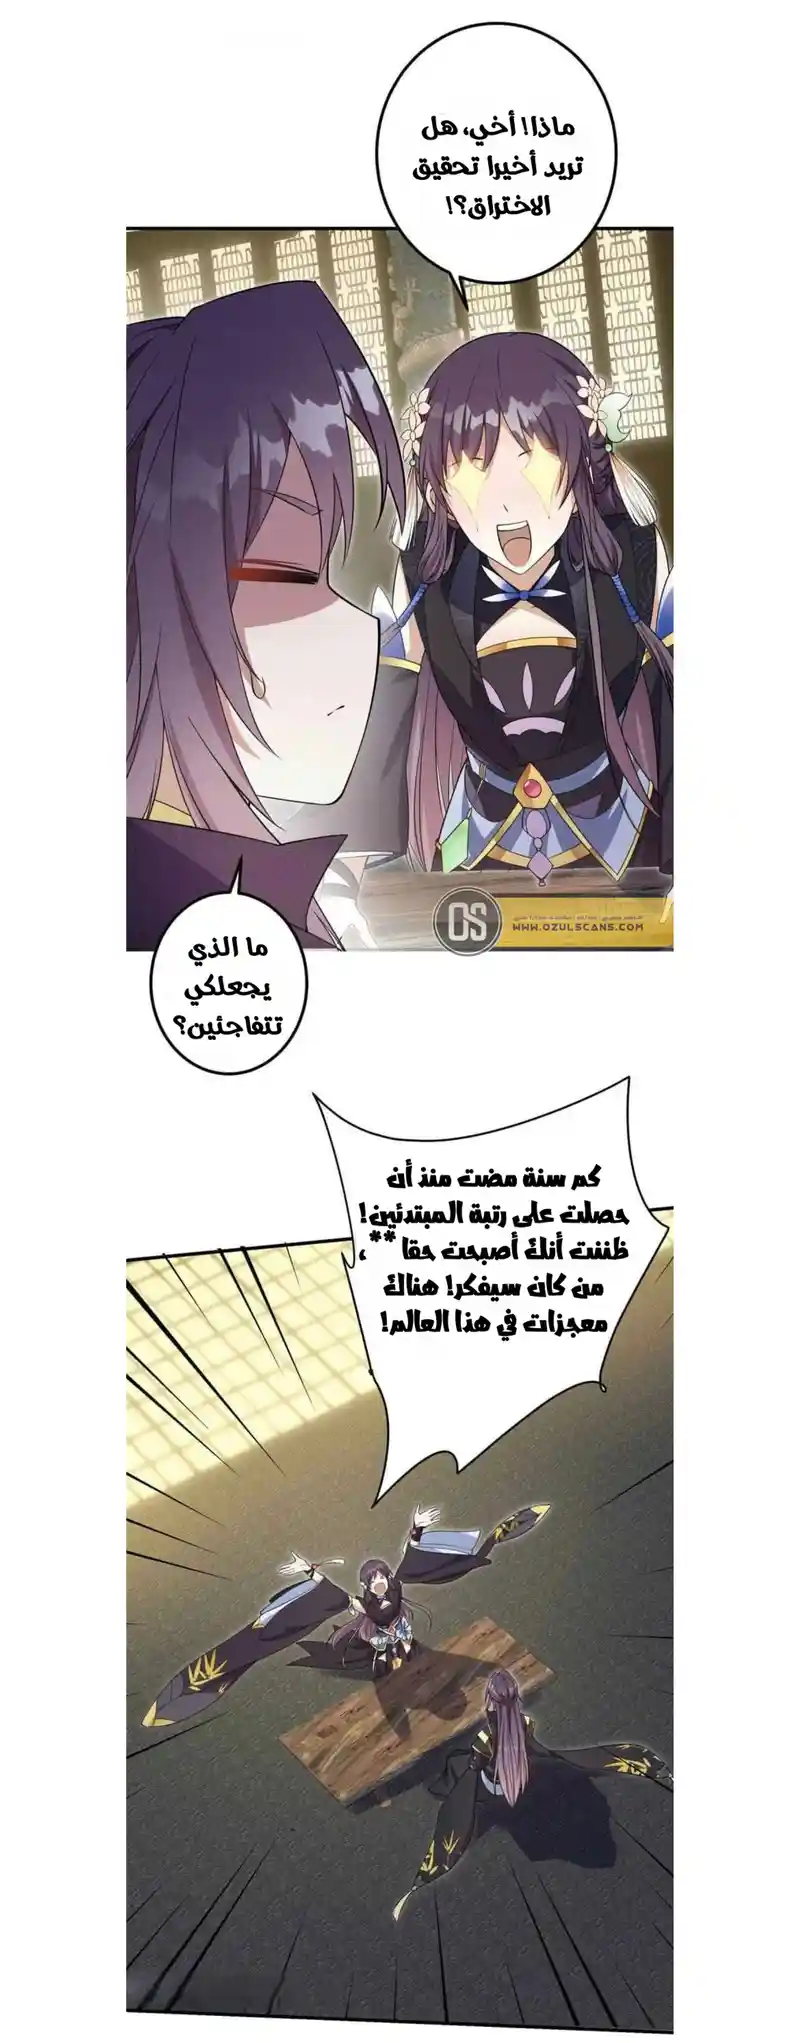 ماذا! أخي، هل
تريد أخيرا تحقيق
الاختراق؟!
WWW.OZULSCANS.COM
OS
ما الذي
يجعلكي
تتفاجئين؟
كم سنة مضت منذ أن
حصلت على رتبة المبتدئين!
ظننت أنك أصبحت حقا **،
من كان سيفكر! هناك
معجزات في هذا العالم!